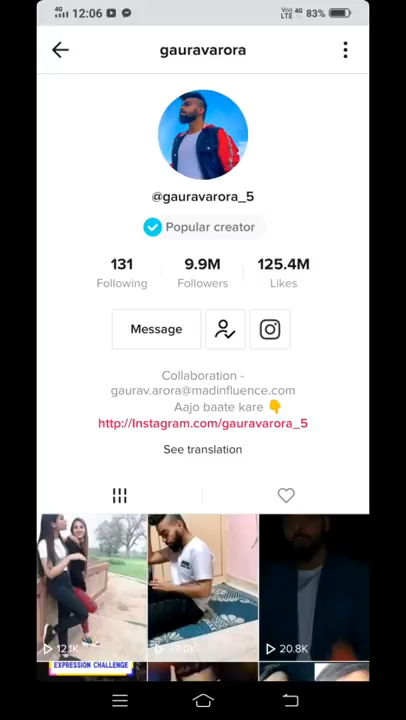 4G 12:06 Vo) 4G LTE 83%
gauravarora
@gauravarora_5
Popular creator
131 9.9M 125.4M
Following Followers Likes
Message
Collaboration -
gaurav.arora@madinfluence.com
Aajo baate kare 👇
http://Instagram.com/gauravarora_5
See translation
12.1K 20.8K
EXPRESSION CHALLENGE